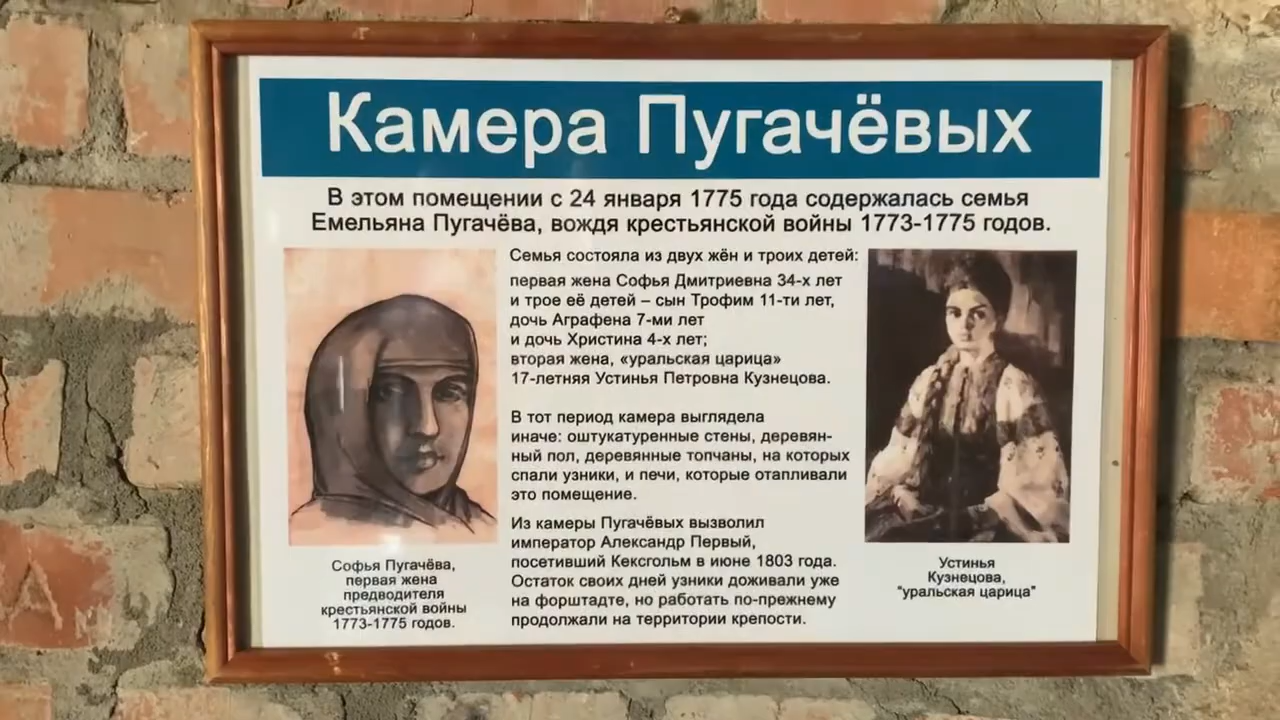 Камера Пугачёвых
В этом помещении с 24 января 1775 года содержалась семья
Емельяна Пугачёва, вождя крестьянской войны 1773-1775 годов.
Семья состояла из двух жён и троих детей:
первая жена Софья Дмитриевна 34-х лет
и трое её детей – сын Трофим 11-ти лет,
дочь Аграфена 7-ми лет
и дочь Христина 4-х лет;
вторая жена, «уральская царица»
17-летняя Устинья Петровна Кузнецова.
В тот период камера выглядела
иначе: оштукатуренные стены, деревян-
ный пол, деревянные топчаны, на которых
спали узники, и печи, которые отапливали
это помещение.
Из камеры Пугачёвых вызволил
император Александр Первый,
посетивший Кексгольм в июне 1803 года.
Остаток своих дней узники доживали уже
на форштадте, но работать по-прежнему
продолжали на территории крепости.
Софья Пугачёва,
первая жена
предводителя
крестьянской войны
1773-1775 годов.
Устинья
Кузнецова,
"уральская царица"